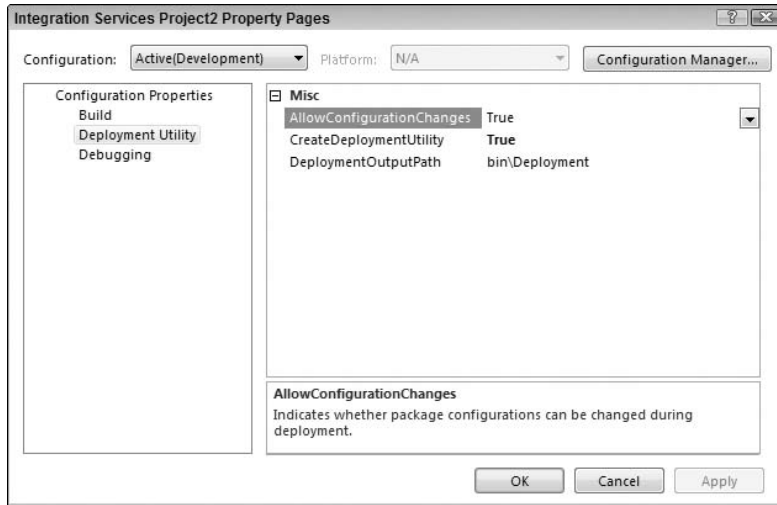 Integration Services Project2 Property Pages
Configuration: Active(Development) Platform: N/A Configuration Manager...
Configuration Properties
Build
Deployment Utility
Debugging
Misc
AllowConfigurationChanges True
CreateDeploymentUtility True
DeploymentOutputPath bin\Deployment
AllowConfigurationChanges
Indicates whether package configurations can be changed during
deployment.
OK Cancel Apply